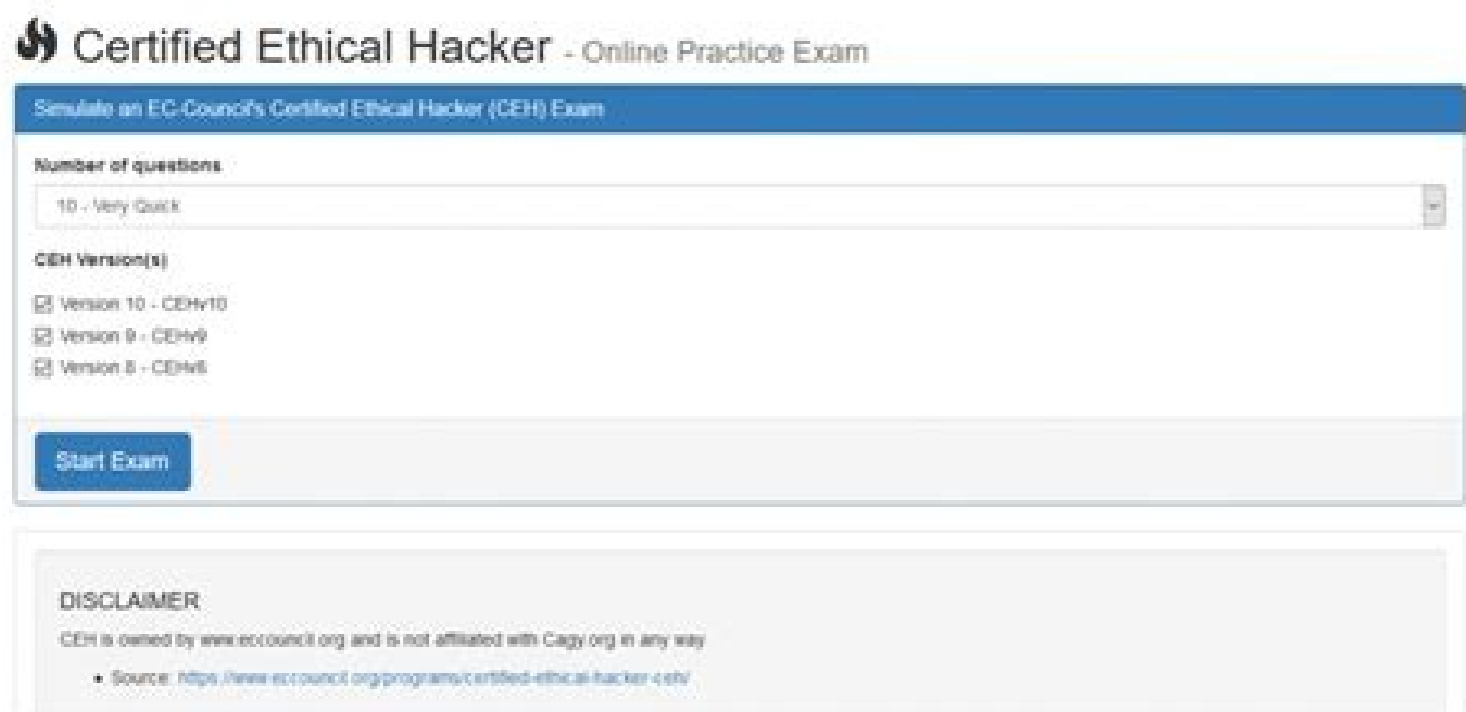 Certified Ethical Hacker - Online Practice Exam
Simulate an EC-Council's Certified Ethical Hacker (CEH) Exam
Number of questions
10 - Very Quick
CEH Version(s)
Version 10 - CEHv10
Version 9 - CEHv9
Version 8 - CEHv8
Start Exam
DISCLAIMER
CEH is owned by www.eccouncil.org and is not affiliated with Cagy.org in any way
Source: https://www.eccouncil.org/programs/certified-ethical-hacker-ceh/